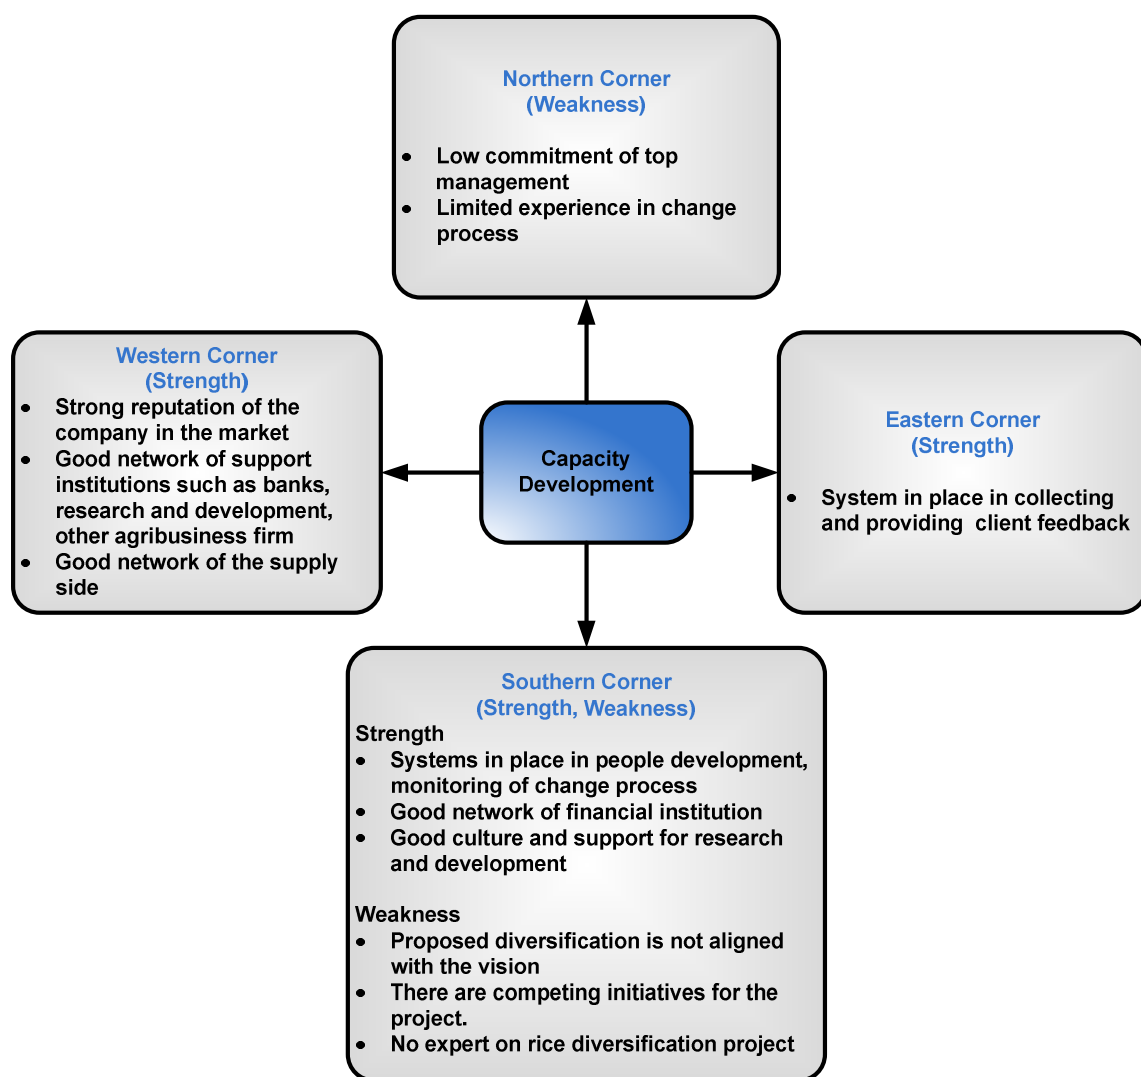 Northern Corner
(Weakness)
• Low commitment of top
management
• Limited experience in change
process
Western Corner
(Strength)
• Strong reputation of the
company in the market
• Good network of support
institutions such as banks,
research and development,
other agribusiness firm
• Good network of the supply
side
Capacity
Development
Eastern Corner
(Strength)
• System in place in collecting
and providing client feedback
Southern Corner
(Strength, Weakness)
Strength
• Systems in place in people development,
monitoring of change process
• Good network of financial institution
• Good culture and support for research
and development
Weakness
• Proposed diversification is not aligned
with the vision
• There are competing initiatives for the
project.
• No expert on rice diversification project